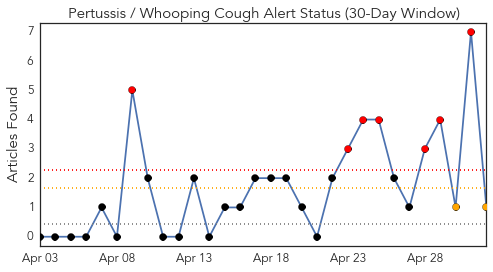 Pertussis / Whooping Cough Alert Status (30-Day Window)
Articles Found
7
6
5
4
3
2
1
0
Apr 03 Apr 08 Apr 13 Apr 18 Apr 23 Apr 28